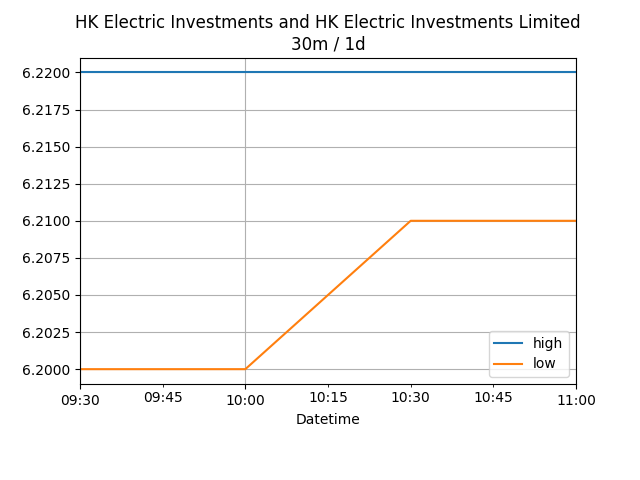 HK Electric Investments and HK Electric Investments Limited
30m / 1d
6.2200
6.2175
6.2150
6.2125
6.2100
6.2075
6.2050
6.2025
6.2000
high
low
09:30 09:45 10:00 10:15 10:30 10:45 11:00
Datetime